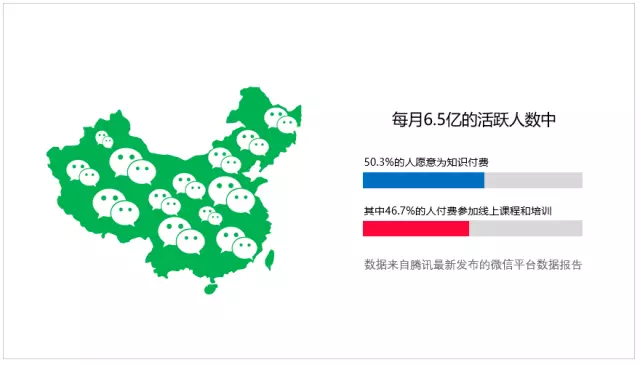 每月6.5亿的活跃人数中
50.3%的人愿意为知识付费
其中46.7%的人付费参加线上课程和培训
数据来自腾讯最新发布的微信平台数据报告